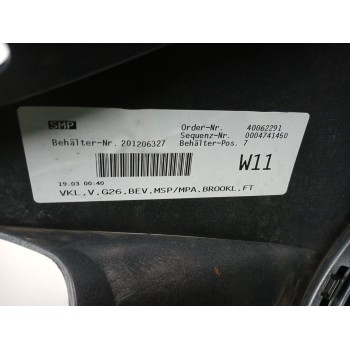 SMP
Order-Nr. 40062291
Sequenz-Nr. 0004741460
Behälter-Nr. 201206327 Behälter-Pos. 7
W11
19.03 00:40
VKL,V,G26,BEV,MSP/MPA,BROOKL,FT